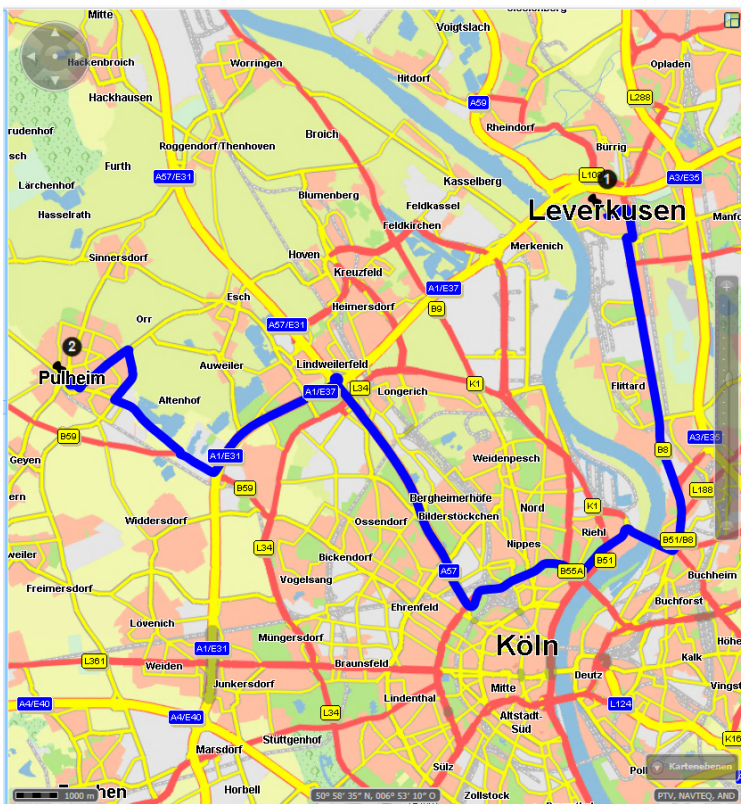 Mitte
Voigtslach
Hackenbroich
Worringen
Hitdorf
Opladen
Hackhausen
A59
L288
Rheindorf
Broich
Bürrig
Roggendorf/Thenhoven
Furth
A57/E31
Kasselberg
1
A3/E35
Lärchenhof
Blumenberg
Feldkassel
Leverkusen
Hasselrath
Feldkirchen
Merkenich
Sinnersdorf
Hoven
Kreuzfeld
A1/E37
Esch
Heimersdorf
B9
Orr
A57/E31
2
Auweiler
Lindweilerfeld
Pulheim
K1
Flittard
A1/E37
L34
Longerich
Altenhof
B59
A3/E35
B8
Geyen
A1/E31
Weidenpesch
B59
L188
Bergheimerhöfe
Nord
K1
Widdersdorf
Ossendorf
Bilderstöckchen
Riehl
B51/B8
L34
Nippes
Bickendorf
B51
A57
B55A
Buchheim
Vogelsang
Freimersdorf
Ehrenfeld
Buchforst
Lövenich
Müngersdorf
Köln
A1/E31
Kalk
L361
Weiden
Braunsfeld
Deutz
Junkersdorf
Mitte
Lindenthal
A4/E40
L124
L34
Altstadt-
Süd
A4/E40
Stüttgenhof
Marsdorf
Sülz
Kartenebenen
Horbell
Zollstock
1000 m
50° 58' 35" N, 006° 53' 10" O
PTV, NAVTEQ, AND